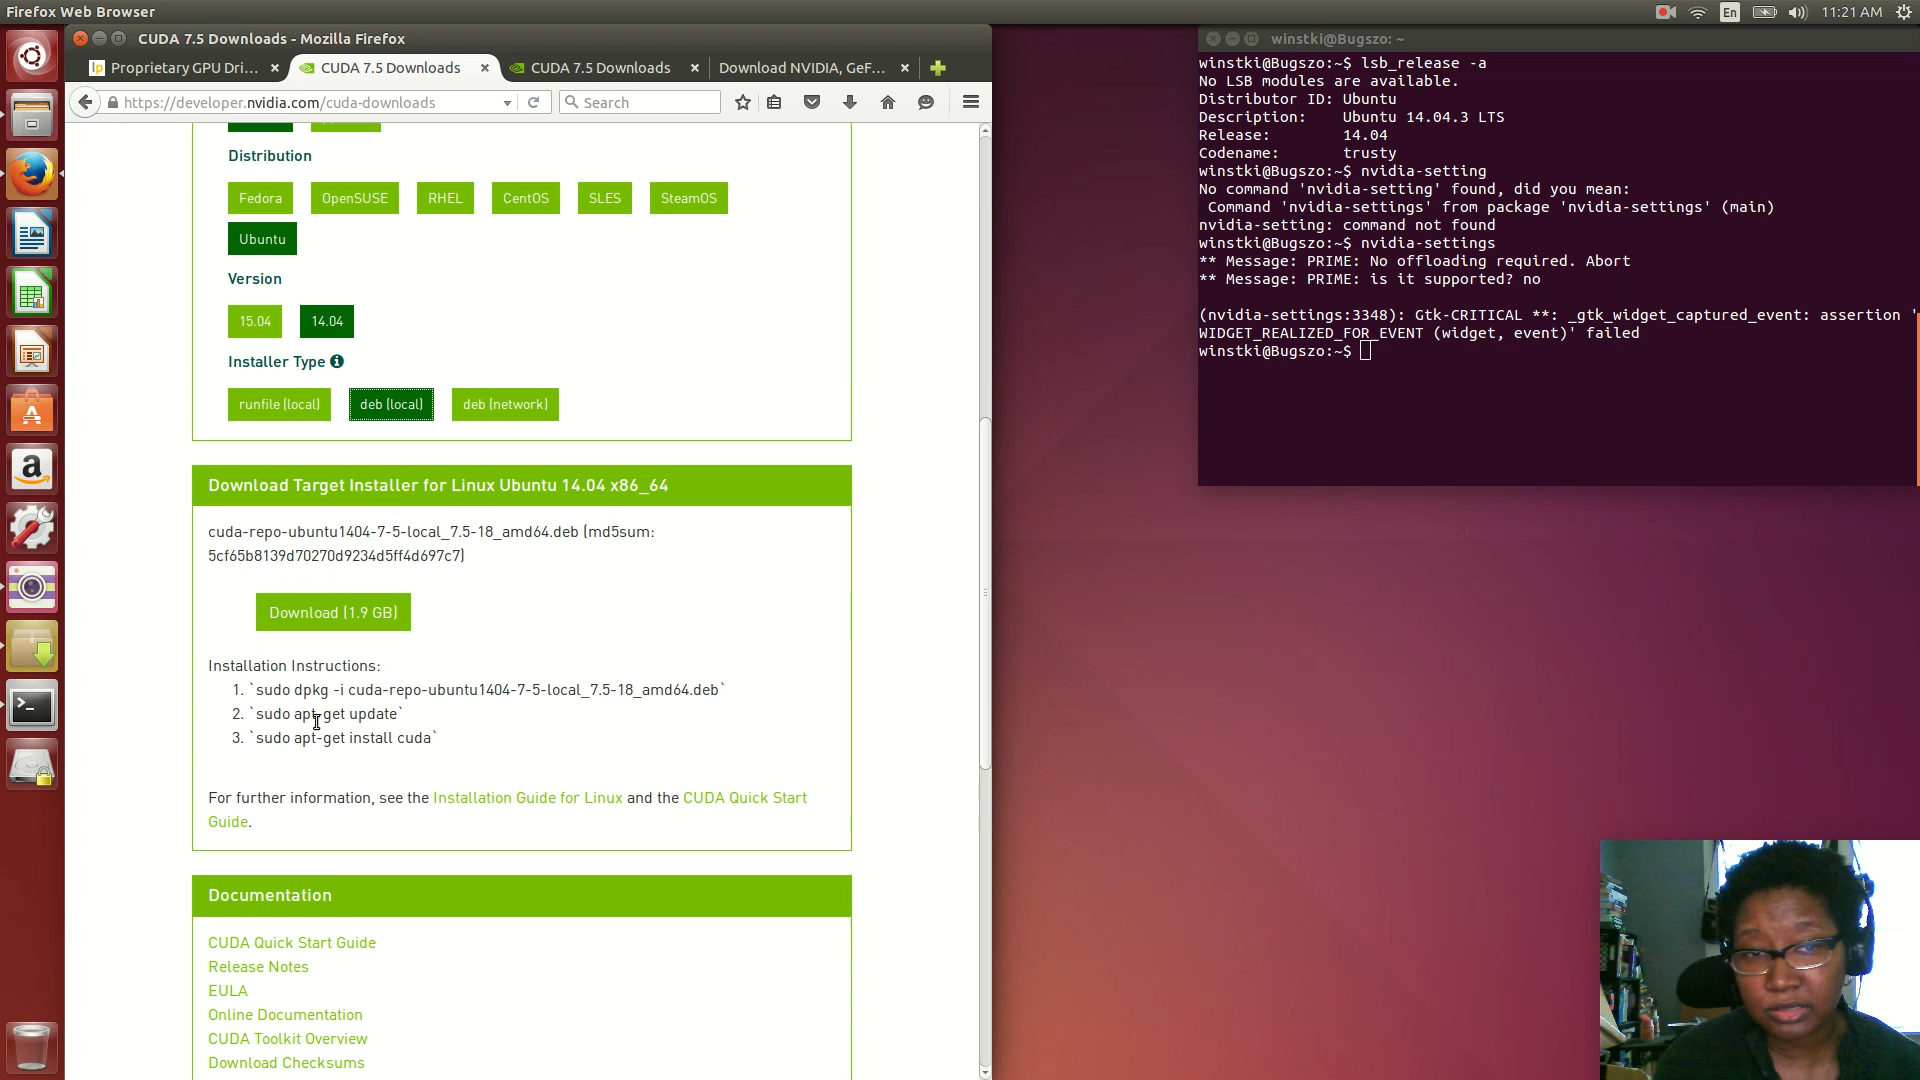 Firefox Web Browser
En
11:21 AM
CUDA 7.5 Downloads - Mozilla Firefox
Proprietary GPU Dri...
CUDA 7.5 Downloads
CUDA 7.5 Downloads
Download NVIDIA, GeF...
https://developer.nvidia.com/cuda-downloads
Search
Distribution
Fedora
OpenSUSE
RHEL
CentOS
SLES
SteamOS
Ubuntu
Version
15.04
14.04
Installer Type
runfile (local)
deb (local)
deb (network)
Download Target Installer for Linux Ubuntu 14.04 x86_64
cuda-repo-ubuntu1404-7-5-local_7.5-18_amd64.deb (md5sum:
5cf65b8139d70270d9234d5ff4d697c7)
Download (1.9 GB)
Installation Instructions:
1. `sudo dpkg -i cuda-repo-ubuntu1404-7-5-local_7.5-18_amd64.deb`
2. `sudo apt-get update`
3. `sudo apt-get install cuda`
For further information, see the Installation Guide for Linux and the CUDA Quick Start
Guide.
Documentation
CUDA Quick Start Guide
Release Notes
EULA
Online Documentation
CUDA Toolkit Overview
Download Checksums
winstki@Bugszo: ~
winstki@Bugszo:~$ lsb_release -a
No LSB modules are available.
Distributor ID: Ubuntu
Description:    Ubuntu 14.04.3 LTS
Release:        14.04
Codename:       trusty
winstki@Bugszo:~$ nvidia-setting
No command 'nvidia-setting' found, did you mean:
 Command 'nvidia-settings' from package 'nvidia-settings' (main)
nvidia-setting: command not found
winstki@Bugszo:~$ nvidia-settings
** Message: PRIME: No offloading required. Abort
** Message: PRIME: is it supported? no
(nvidia-settings:3348): Gtk-CRITICAL **: _gtk_widget_captured_event: assertion '
WIDGET_REALIZED_FOR_EVENT (widget, event)' failed
winstki@Bugszo:~$